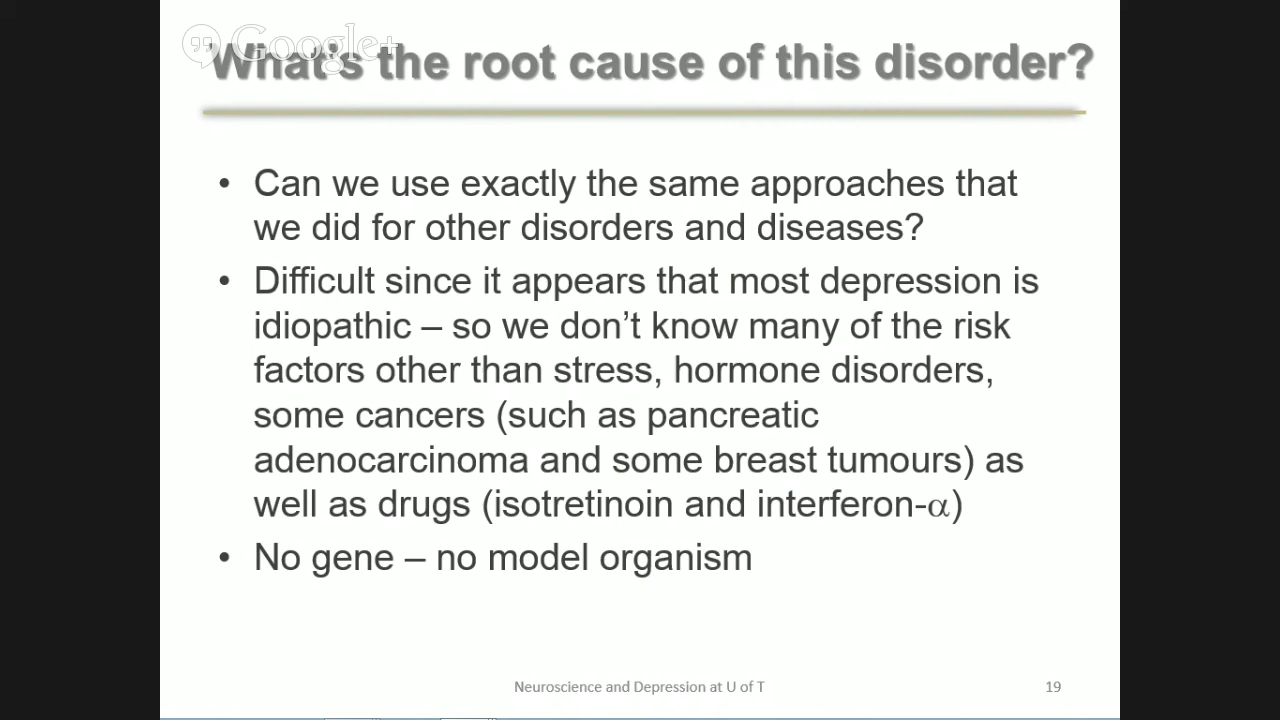 Google+
What's the root cause of this disorder?
• Can we use exactly the same approaches that
we did for other disorders and diseases?
• Difficult since it appears that most depression is
idiopathic – so we don't know many of the risk
factors other than stress, hormone disorders,
some cancers (such as pancreatic
adenocarcinoma and some breast tumours) as
well as drugs (isotretinoin and interferon-α)
• No gene – no model organism
Neuroscience and Depression at U of T
19